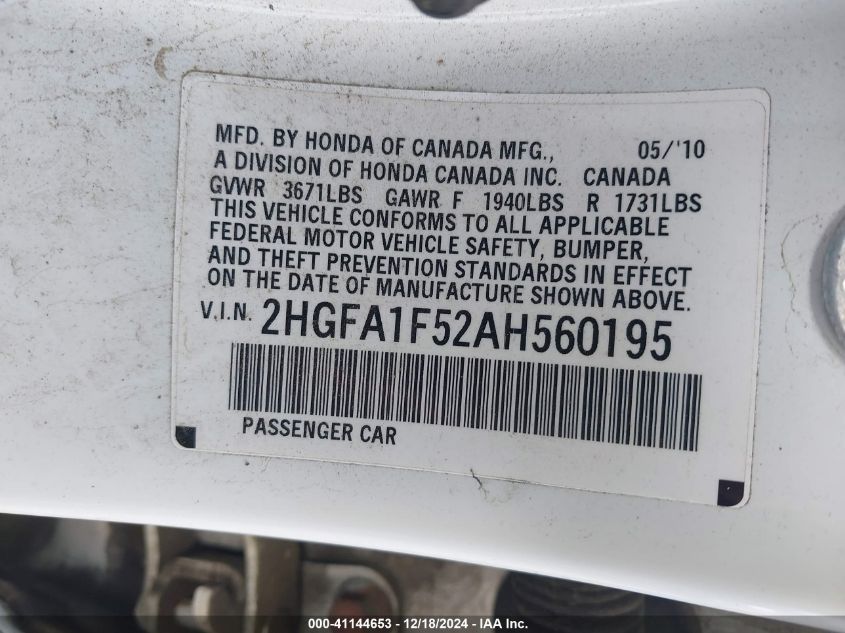 MFD. BY HONDA OF CANADA MFG., 05/'10
A DIVISION OF HONDA CANADA INC. CANADA
GVWR 3671LBS GAWR F 1940LBS R 1731LBS
THIS VEHICLE CONFORMS TO ALL APPLICABLE
FEDERAL MOTOR VEHICLE SAFETY, BUMPER,
AND THEFT PREVENTION STANDARDS IN EFFECT
ON THE DATE OF MANUFACTURE SHOWN ABOVE.
V.I.N. 2HGFA1F52AH560195
PASSENGER CAR
000-41144653 - 12/18/2024 - IAA Inc.